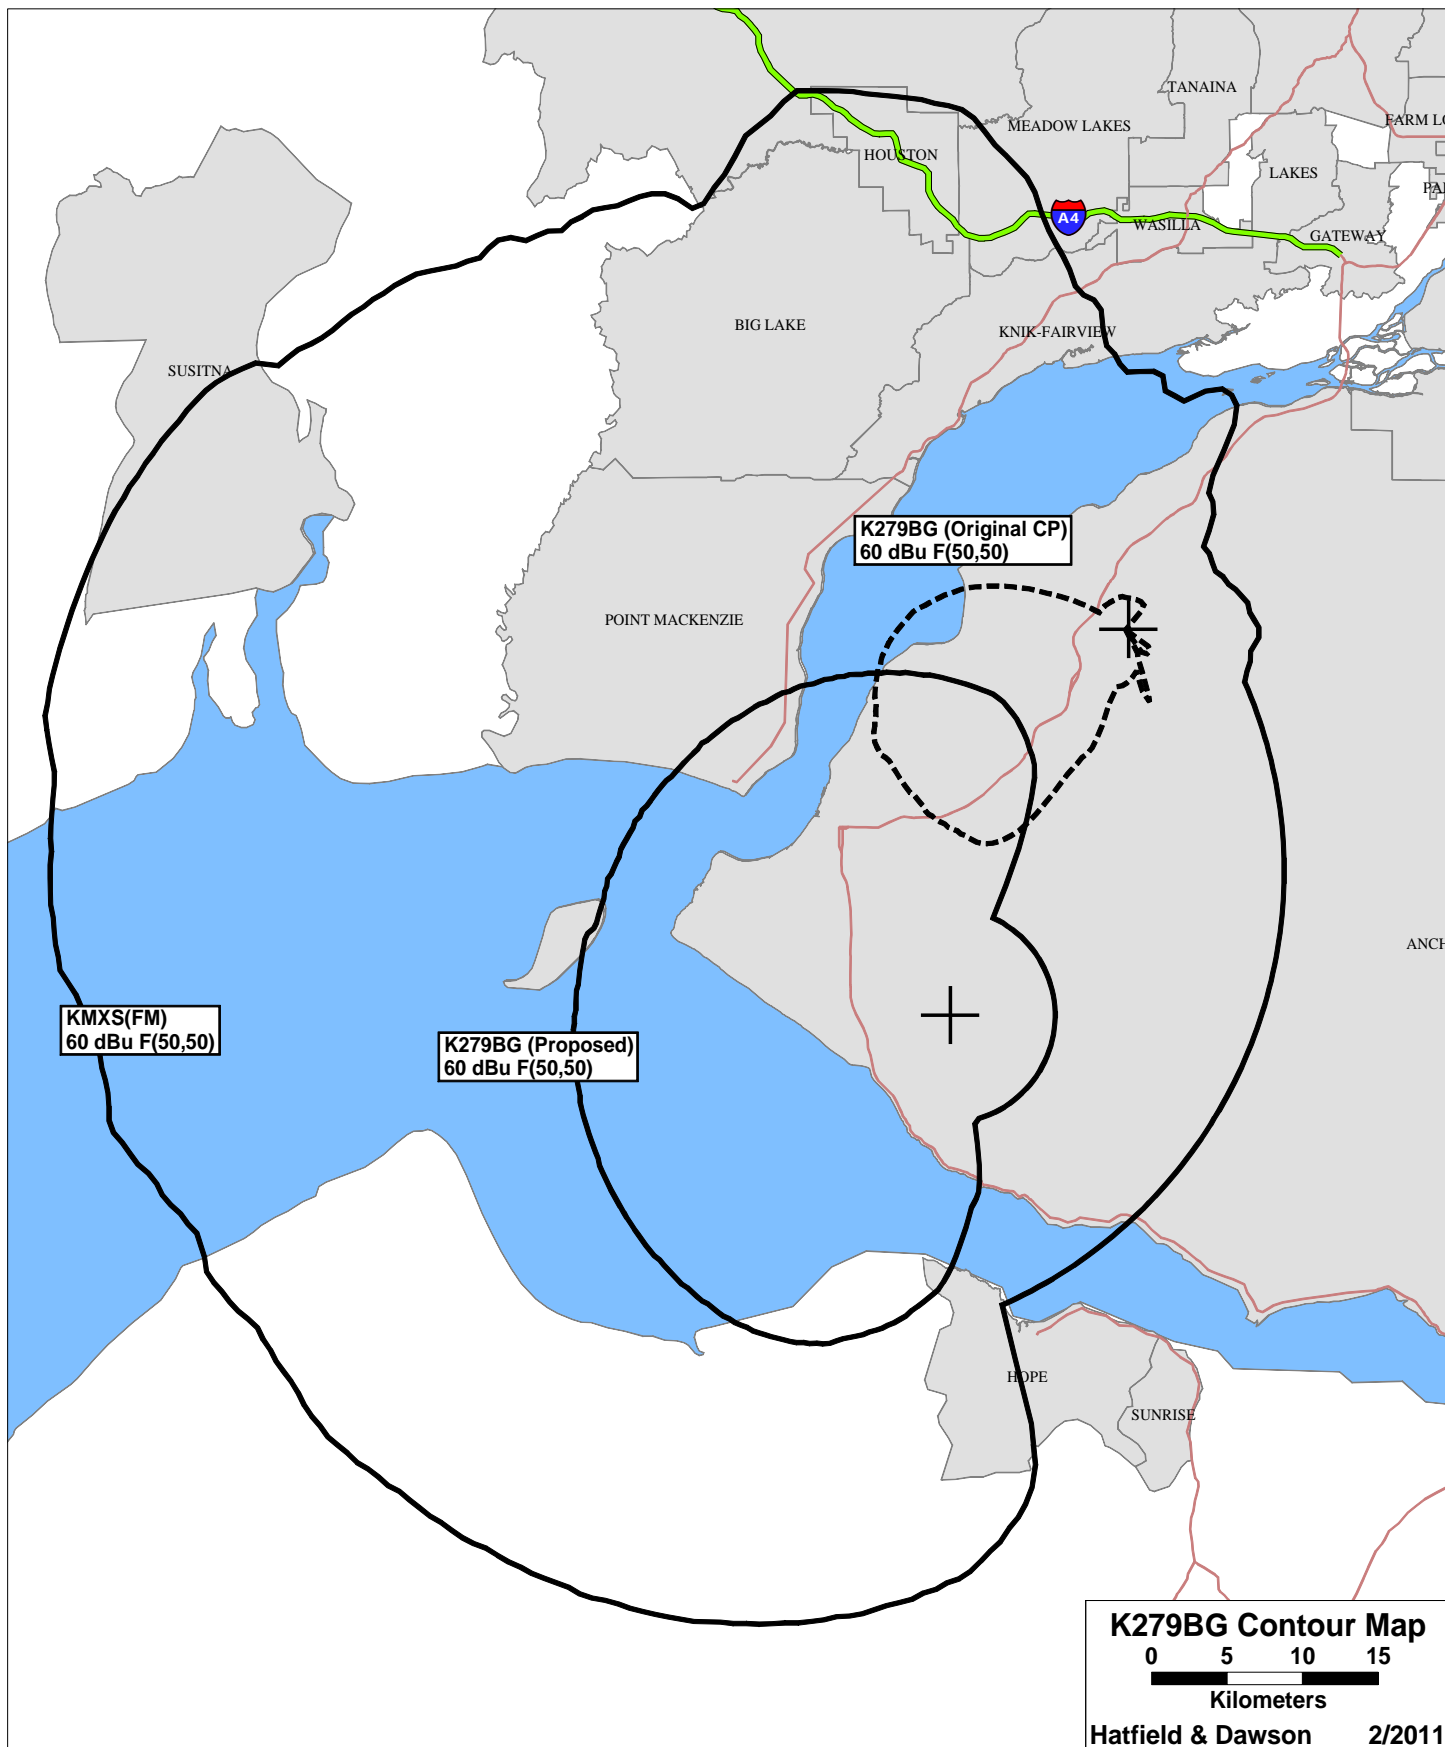 TANAINA
FARM LO
MEADOW LAKES
HOUSTON
LAKES
PAL
A4
WASILLA
GATEWAY
BIG LAKE
KNIK-FAIRVIEW
SUSITNA
K279BG (Original CP)
60 dBu F(50,50)
POINT MACKENZIE
ANCH
KMXS(FM)
60 dBu F(50,50)
K279BG (Proposed)
60 dBu F(50,50)
HOPE
SUNRISE
K279BG Contour Map
0 5 10 15
Kilometers
Hatfield & Dawson 2/2011